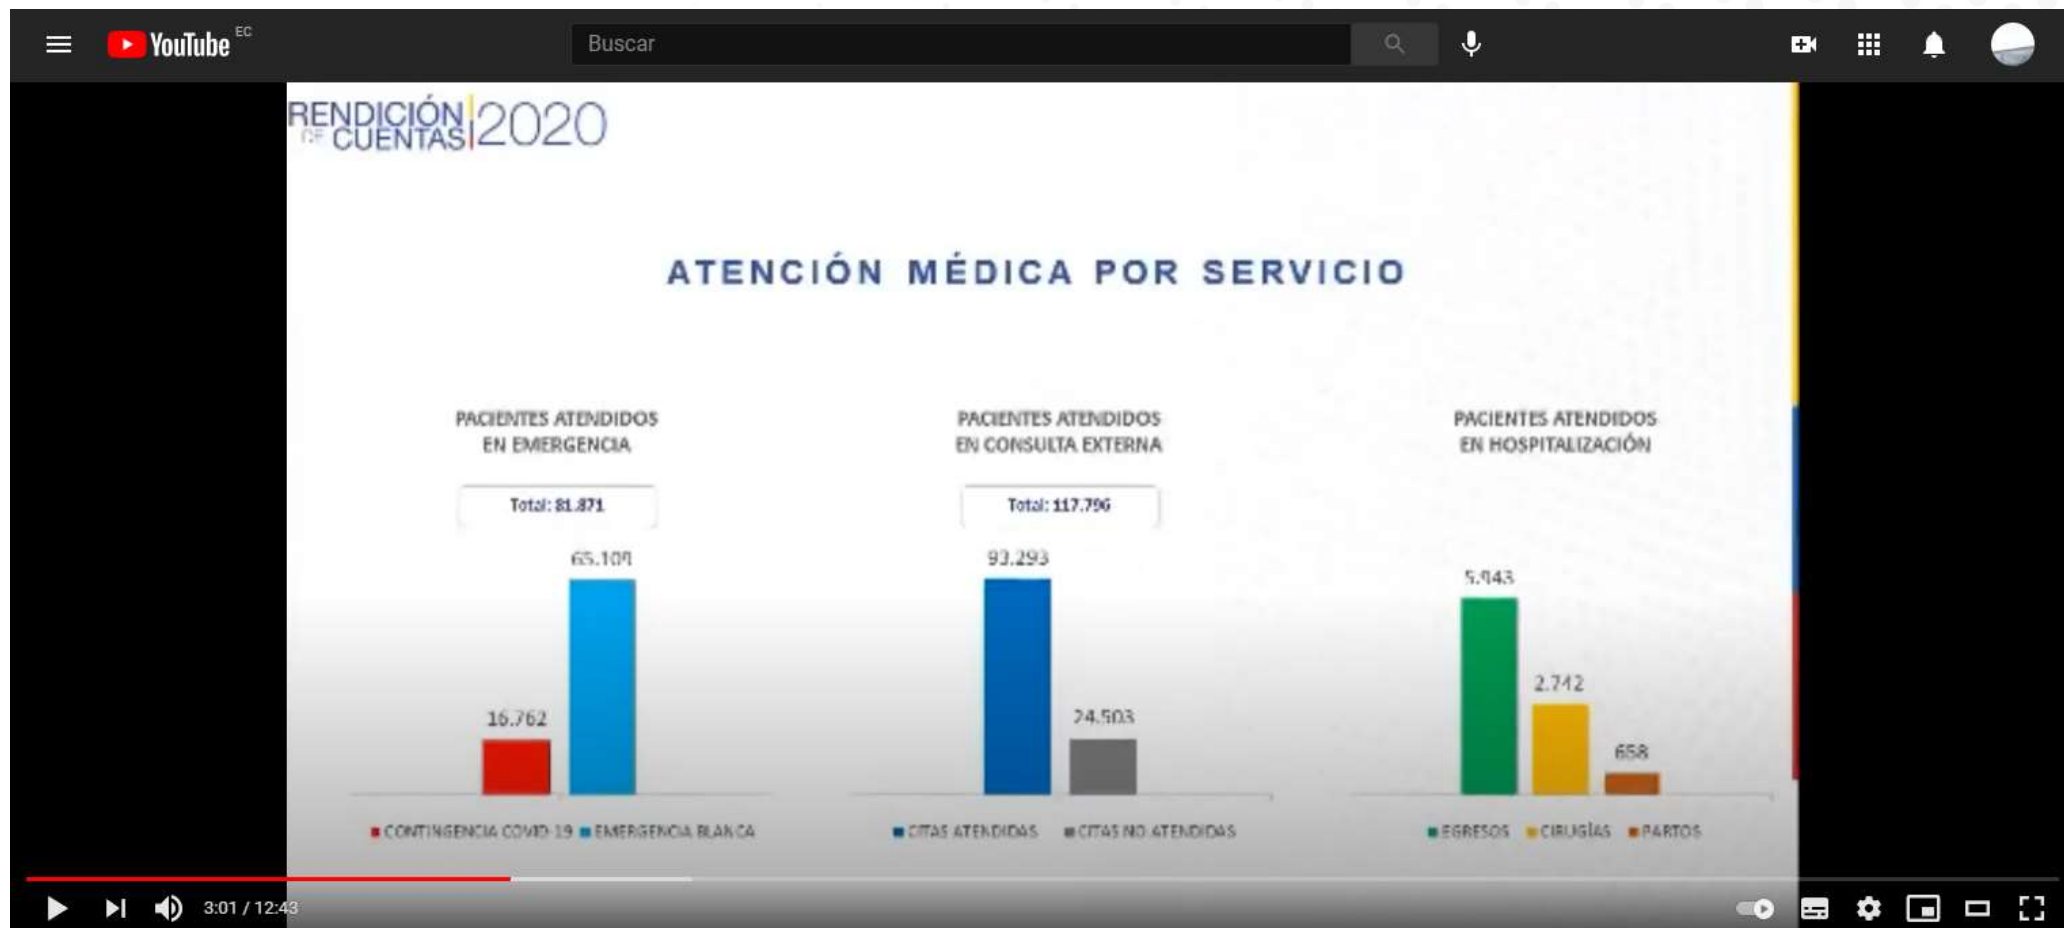 YouTube EC
Buscar
RENDICIÓN DE CUENTAS 2020
ATENCIÓN MÉDICA POR SERVICIO
PACIENTES ATENDIDOS
EN EMERGENCIA
Total: 81.871
65.109
16.762
CONTINGENCIA COVID-19 EMERGENCIA BLANCA
PACIENTES ATENDIDOS
EN CONSULTA EXTERNA
Total: 117.796
93.293
24.503
CITAS ATENDIDAS CITAS NO ATENDIDAS
PACIENTES ATENDIDOS
EN HOSPITALIZACIÓN
5.943
2.742
658
EGRESOS CIRUGÍAS PARTOS
3:01 / 12:43